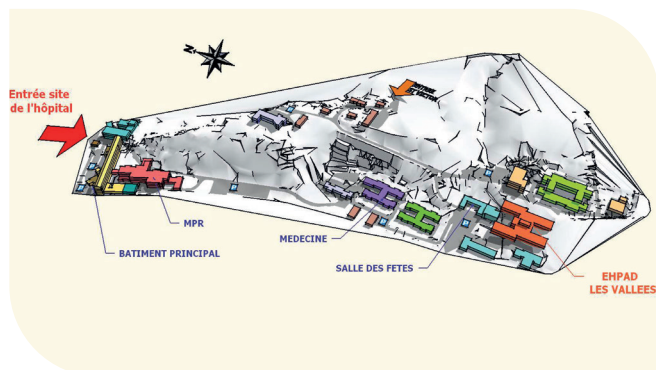 N
Entrée site
de l'hôpital
MPR
BATIMENT PRINCIPAL
MEDECINE
SALLE DES FETES
EHPAD
LES VALLEES